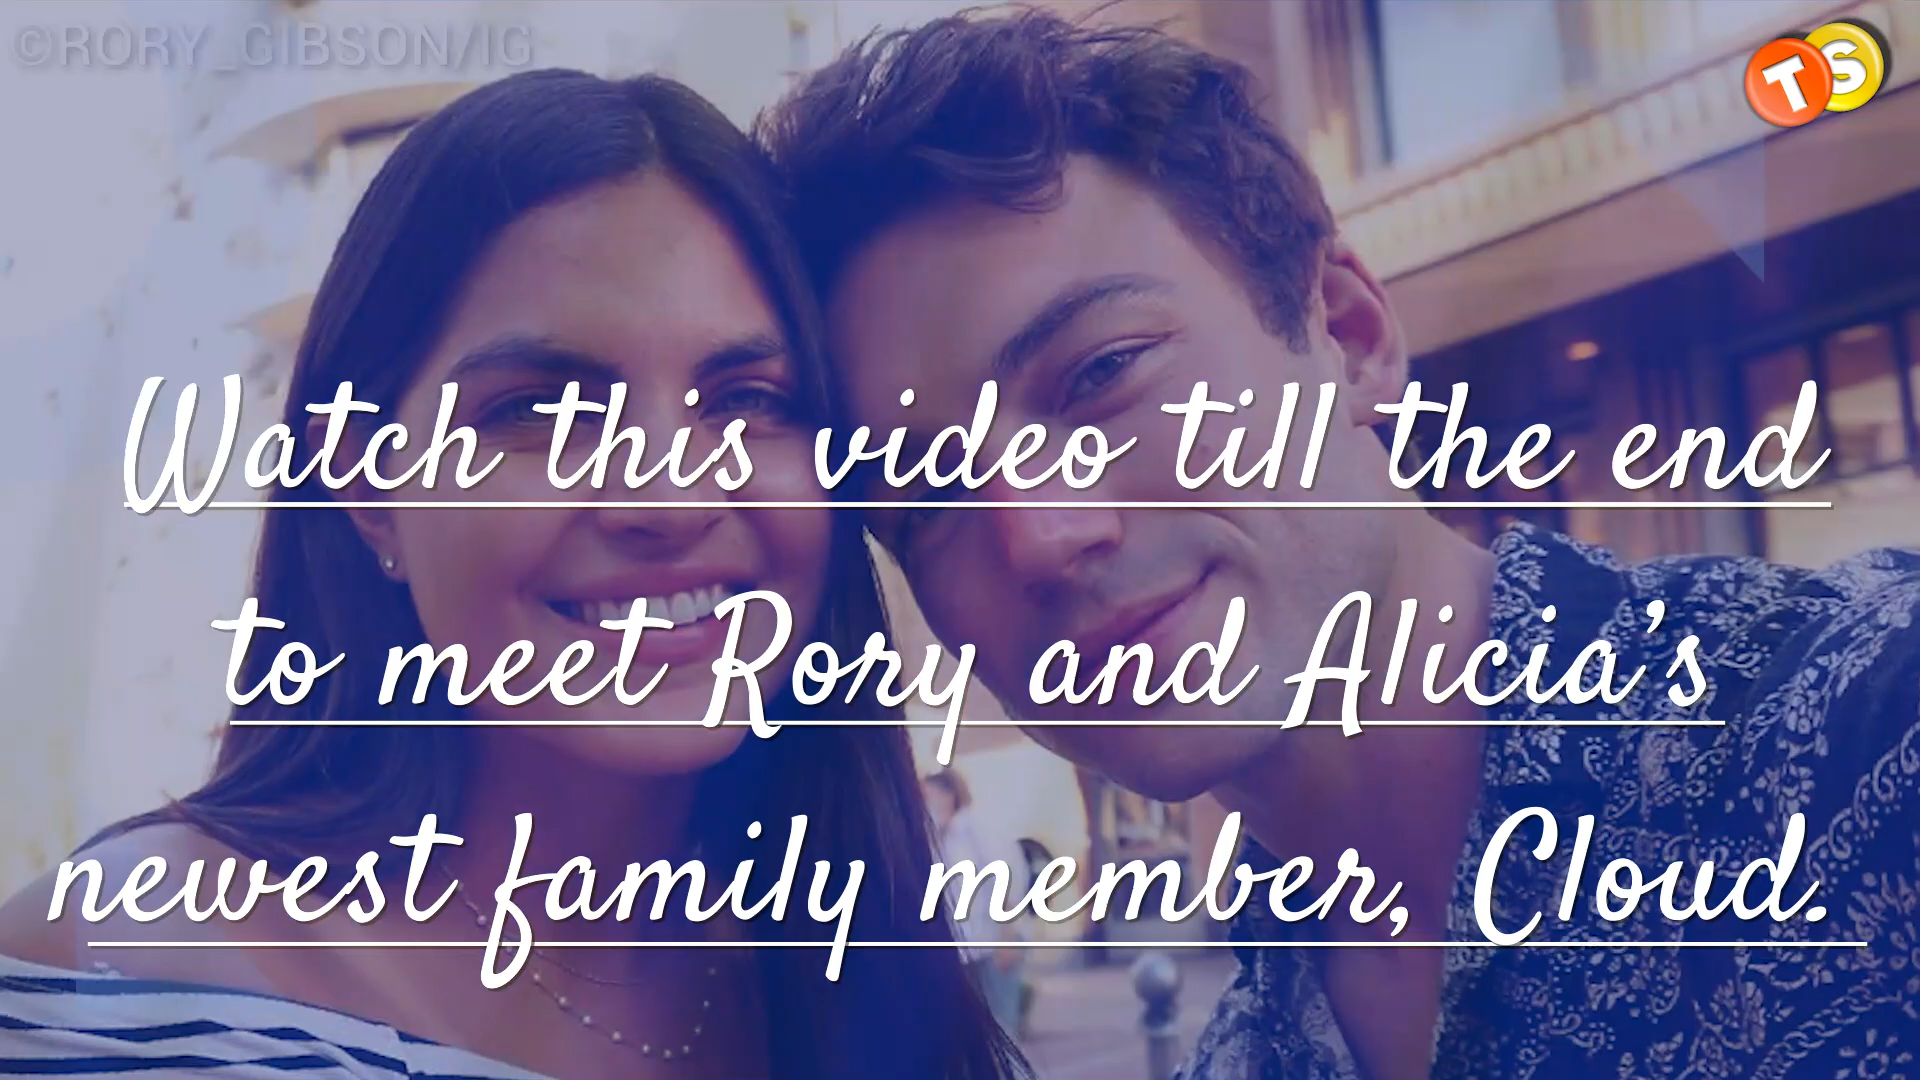 ©RORY_GIBSON/IG
TS
Watch this video till the end
to meet Rory and Alicia's
newest family member, Cloud.